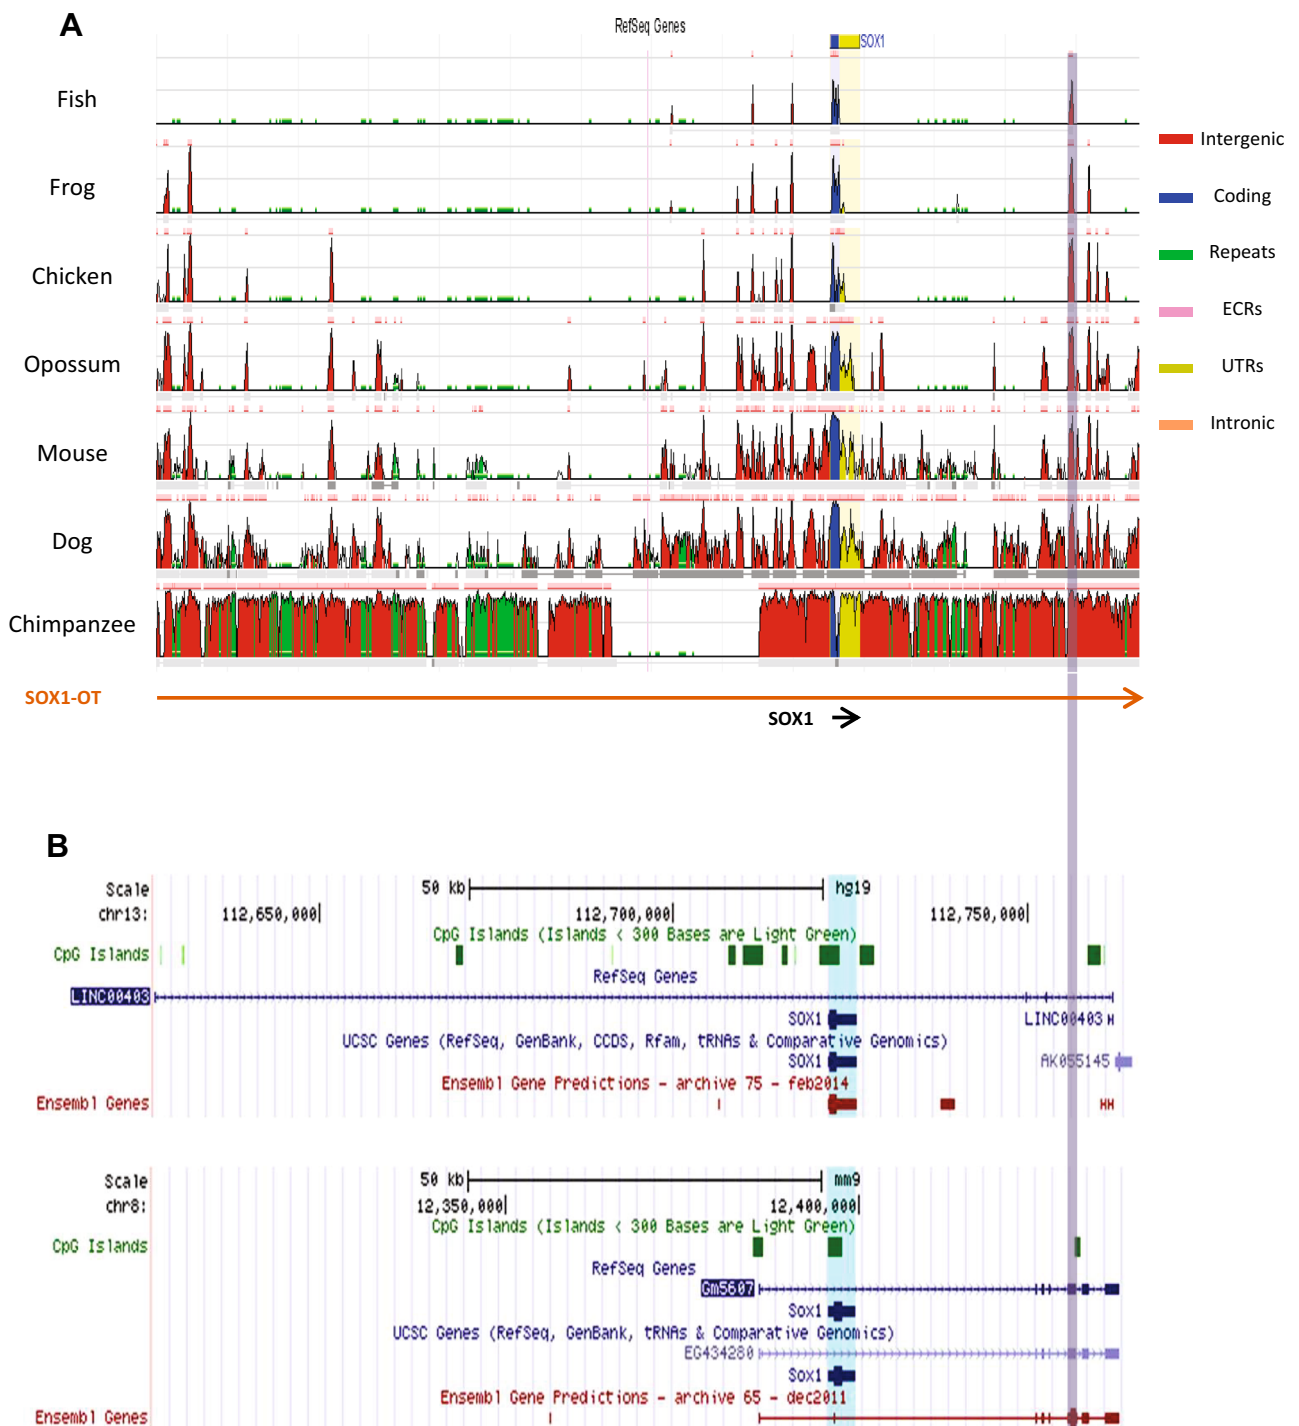 A
RefSeq Genes
SOX1
Fish
Frog
Chicken
Opossum
Mouse
Dog
Chimpanzee
Intergenic
Coding
Repeats
ECRs
UTRs
Intronic
SOX1-OT
SOX1
B
Scale 50 kb hg19
chr13: 112,650,000 112,700,000 112,750,000
CpG Islands (Islands < 300 Bases are Light Green)
CpG Islands
RefSeq Genes
LINC00403
SOX1 LINC00403
UCSC Genes (RefSeq, GenBank, CCDS, Rfam, tRNAs & Comparative Genomics)
SOX1 AK055145
Ensembl Gene Predictions - archive 75 - feb2014
Ensembl Genes
Scale 50 kb mm9
chr8: 12,350,000 12,400,000
CpG Islands (Islands < 300 Bases are Light Green)
CpG Islands
RefSeq Genes
Gm5607
Sox1
UCSC Genes (RefSeq, GenBank, tRNAs & Comparative Genomics)
EG434280
Sox1
Ensembl Gene Predictions - archive 65 - dec2011
Ensembl Genes